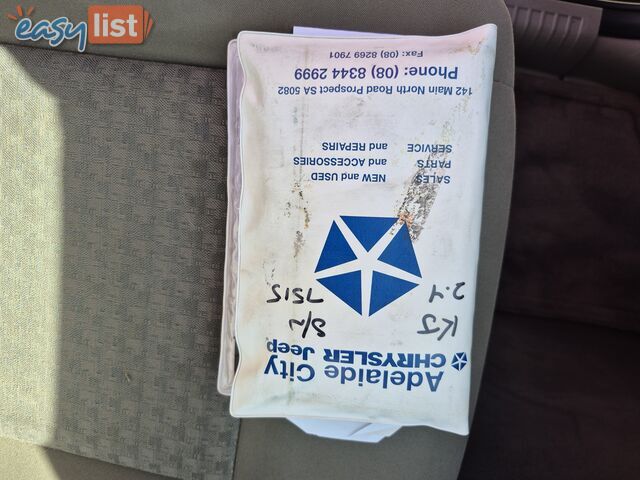 easylist
Adelaide City
CHRYSLER Jeep
KJ S/N
2.4 7515
SALES NEW and USED
PARTS and ACCESSORIES
SERVICE and REPAIRS
142 Main North Road Prospect SA 5082
Phone: (08) 8344 2999
Fax: (08) 8269 7901